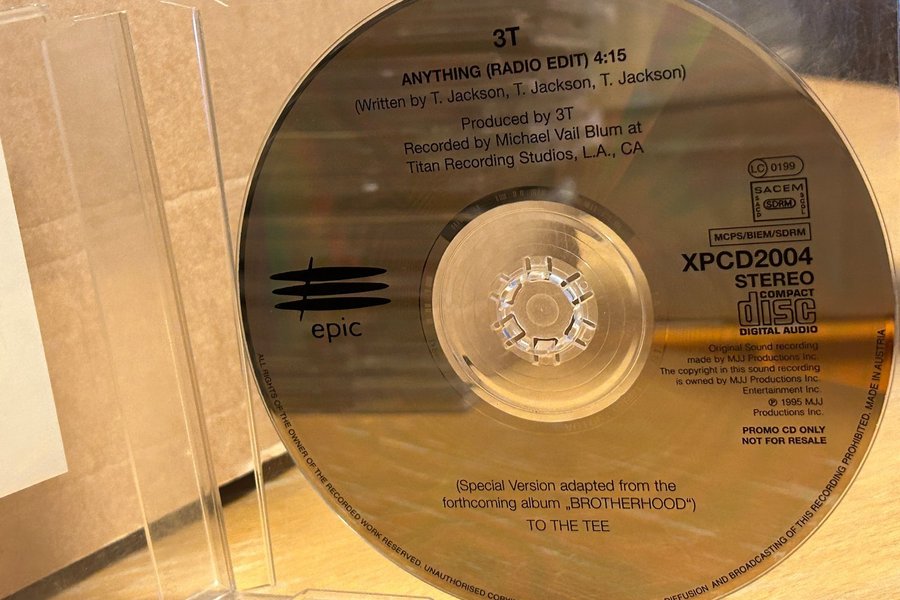 3T
ANYTHING (RADIO EDIT) 4:15
(Written by T. Jackson, T. Jackson, T. Jackson)
Produced by 3T
Recorded by Michael Vail Blum at
Titan Recording Studios, L.A., CA
LC 0199
SACEM
SACD SDRM SGDL
MCPS/BIEM/SDRM
XPCD2004
STEREO
COMPACT
disc
DIGITAL AUDIO
epic
Original Sound recording
made by MJJ Productions Inc.
The copyright in this sound recording
is owned by MJJ Productions Inc.
Entertainment Inc.
℗ 1995 MJJ
Productions Inc.
PROMO CD ONLY
NOT FOR RESALE
(Special Version adapted from the
forthcoming album „BROTHERHOOD“)
TO THE TEE
ALL RIGHTS OF THE OWNER OF THE RECORDED WORK RESERVED. UNAUTHORISED
DIFFUSION AND BROADCASTING OF THIS RECORDING PROHIBITED. MADE IN AUSTRIA